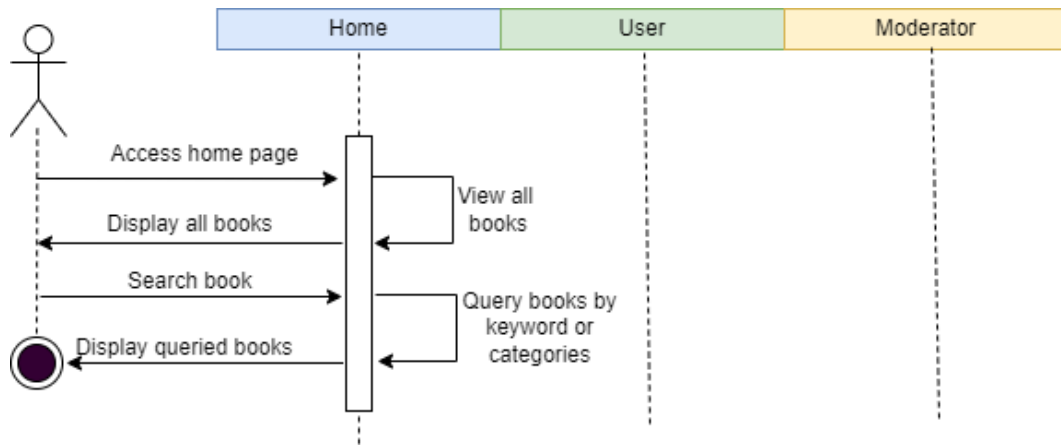 Home
User
Moderator
Access home page
View all
books
Display all books
Search book
Query books by
keyword or
categories
Display queried books